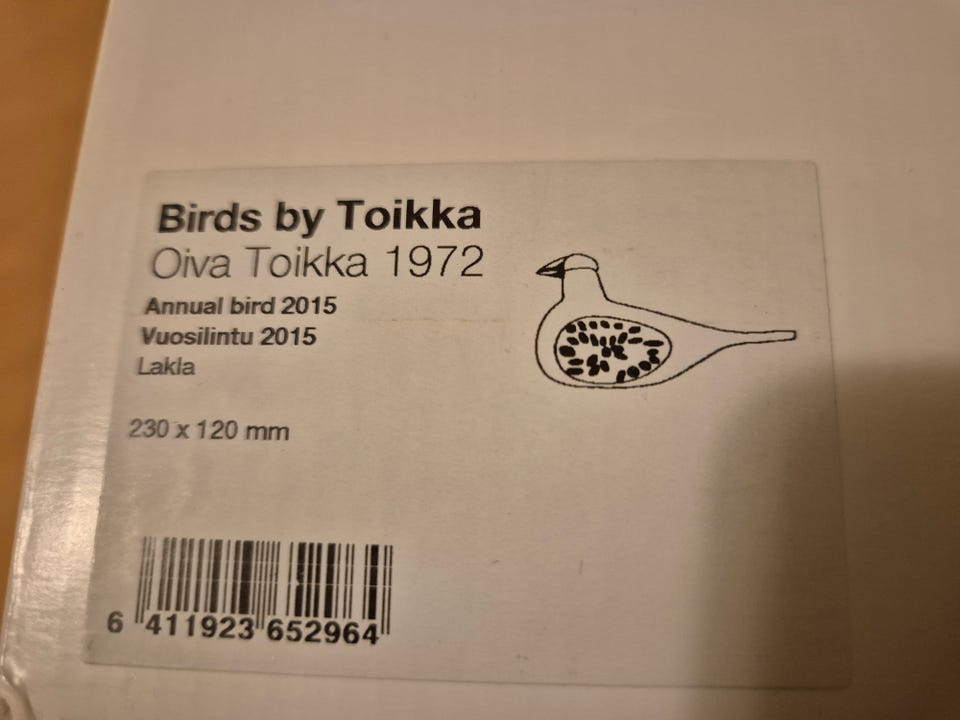 Birds by Toikka
Oiva Toikka 1972
Annual bird 2015
Vuosilintu 2015
Lakla
230 x 120 mm
6 411923 652964